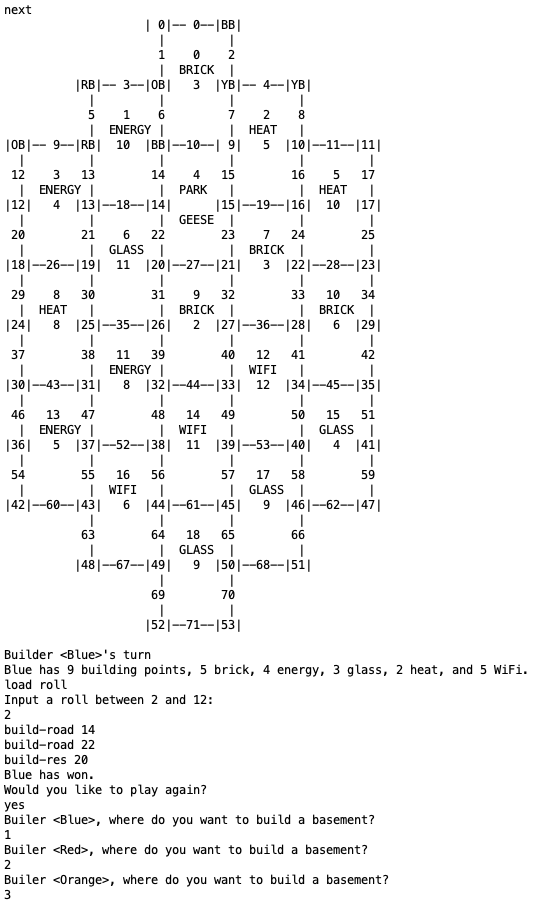 next
| 0|-- 0--|BB|
| |
1 0 2
| BRICK |
|RB|-- 3--|OB| 3 |YB|-- 4--|YB|
| | | |
5 1 6 7 2 8
| ENERGY | | HEAT |
|OB|-- 9--|RB| 10 |BB|--10--| 9| 5 |10|--11--|11|
| | | | | |
12 3 13 14 4 15 16 5 17
| ENERGY | | PARK | | HEAT |
|12| 4 |13|--18--|14| |15|--19--|16| 10 |17|
| | | GEESE | | |
20 21 6 22 23 7 24 25
| | GLASS | | BRICK | |
|18|--26--|19| 11 |20|--27--|21| 3 |22|--28--|23|
| | | | | |
29 8 30 31 9 32 33 10 34
| HEAT | | BRICK | | BRICK |
|24| 8 |25|--35--|26| 2 |27|--36--|28| 6 |29|
| | | | | |
37 38 11 39 40 12 41 42
| | ENERGY | | WIFI | |
|30|--43--|31| 8 |32|--44--|33| 12 |34|--45--|35|
| | | | | |
46 13 47 48 14 49 50 15 51
| ENERGY | | WIFI | | GLASS |
|36| 5 |37|--52--|38| 11 |39|--53--|40| 4 |41|
| | | | | |
54 55 16 56 57 17 58 59
| | WIFI | | GLASS | |
|42|--60--|43| 6 |44|--61--|45| 9 |46|--62--|47|
| | | |
63 64 18 65 66
| | GLASS | |
|48|--67--|49| 9 |50|--68--|51|
| |
69 70
| |
|52|--71--|53|
Builder <Blue>'s turn
Blue has 9 building points, 5 brick, 4 energy, 3 glass, 2 heat, and 5 WiFi.
load roll
Input a roll between 2 and 12:
2
build-road 14
build-road 22
build-res 20
Blue has won.
Would you like to play again?
yes
Builer <Blue>, where do you want to build a basement?
1
Builer <Red>, where do you want to build a basement?
2
Builer <Orange>, where do you want to build a basement?
3